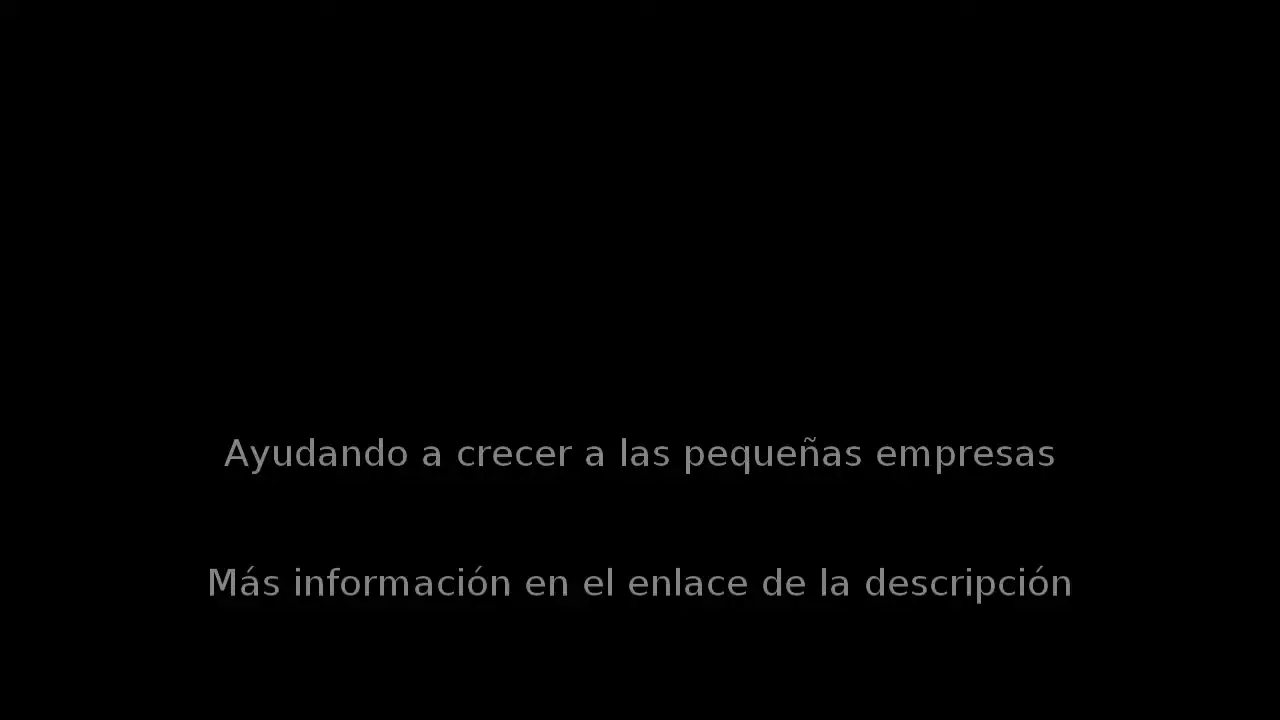 Ayudando a crecer a las pequeñas empresas
Más información en el enlace de la descripción